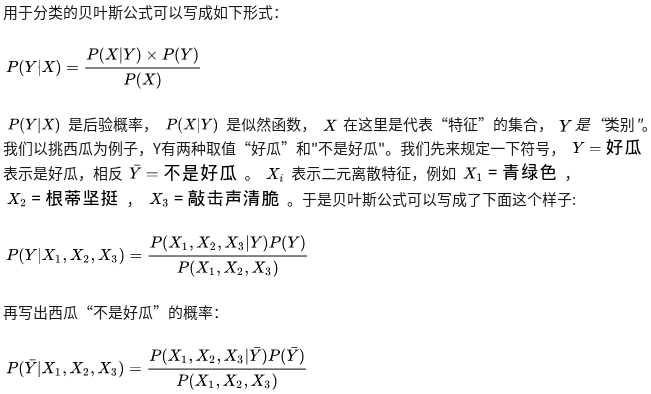 用于分类的贝叶斯公式可以写成如下形式：
P(Y|X) = \frac{P(X|Y) × P(Y)}{P(X)}
P(Y|X) 是后验概率， P(X|Y) 是似然函数， X 在这里是代表“特征”的集合， Y 是 “类别”。
我们以挑西瓜为例子，Y有两种取值“好瓜”和"不是好瓜"。我们先来规定一下符号， Y = 好瓜
表示是好瓜，相反 \bar{Y} = 不是好瓜 。 X_i 表示二元离散特征，例如 X_1 = 青绿色 ，
X_2 = 根蒂坚挺 ， X_3 = 敲击声清脆 。于是贝叶斯公式可以写成了下面这个样子:
P(Y|X_1, X_2, X_3) = \frac{P(X_1, X_2, X_3|Y)P(Y)}{P(X_1, X_2, X_3)}
再写出西瓜“不是好瓜”的概率：
P(\bar{Y}|X_1, X_2, X_3) = \frac{P(X_1, X_2, X_3|\bar{Y})P(\bar{Y})}{P(X_1, X_2, X_3)}